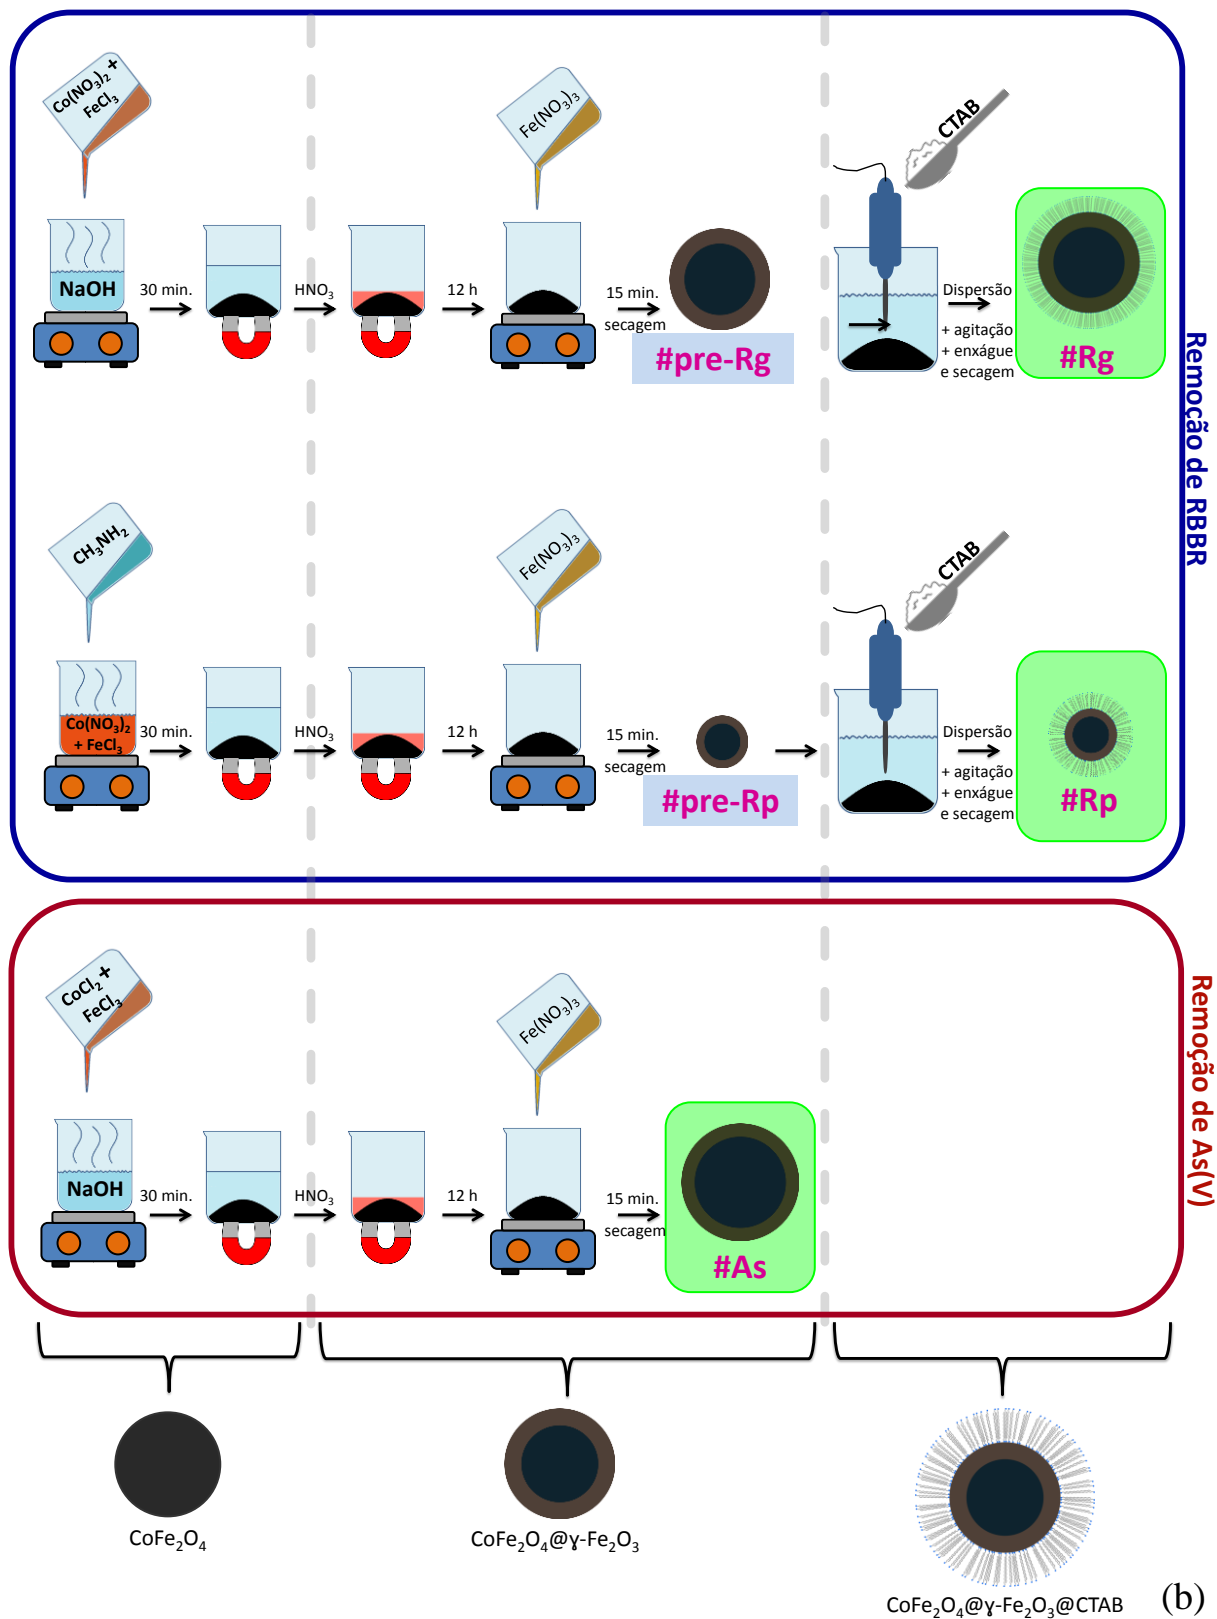 Co(NO₃)₂ +
FeCl₃
Fe(NO₃)₃
CTAB
NaOH
30 min.
HNO₃
12 h
15 min.
secagem
#pre-Rg
Dispersão
+ agitação
+ enxágue
e secagem
#Rg
Remoção de RBBR
CH₃NH₂
Fe(NO₃)₃
CTAB
Co(NO₃)₂
+ FeCl₃
30 min.
HNO₃
12 h
15 min.
secagem
#pre-Rp
Dispersão
+ agitação
+ enxágue
e secagem
#Rp
CoCl₂ +
FeCl₃
Fe(NO₃)₃
NaOH
30 min.
HNO₃
12 h
15 min.
secagem
#As
Remoção de As(V)
CoFe₂O₄
CoFe₂O₄@ɣ-Fe₂O₃
CoFe₂O₄@ɣ-Fe₂O₃@CTAB
(b)